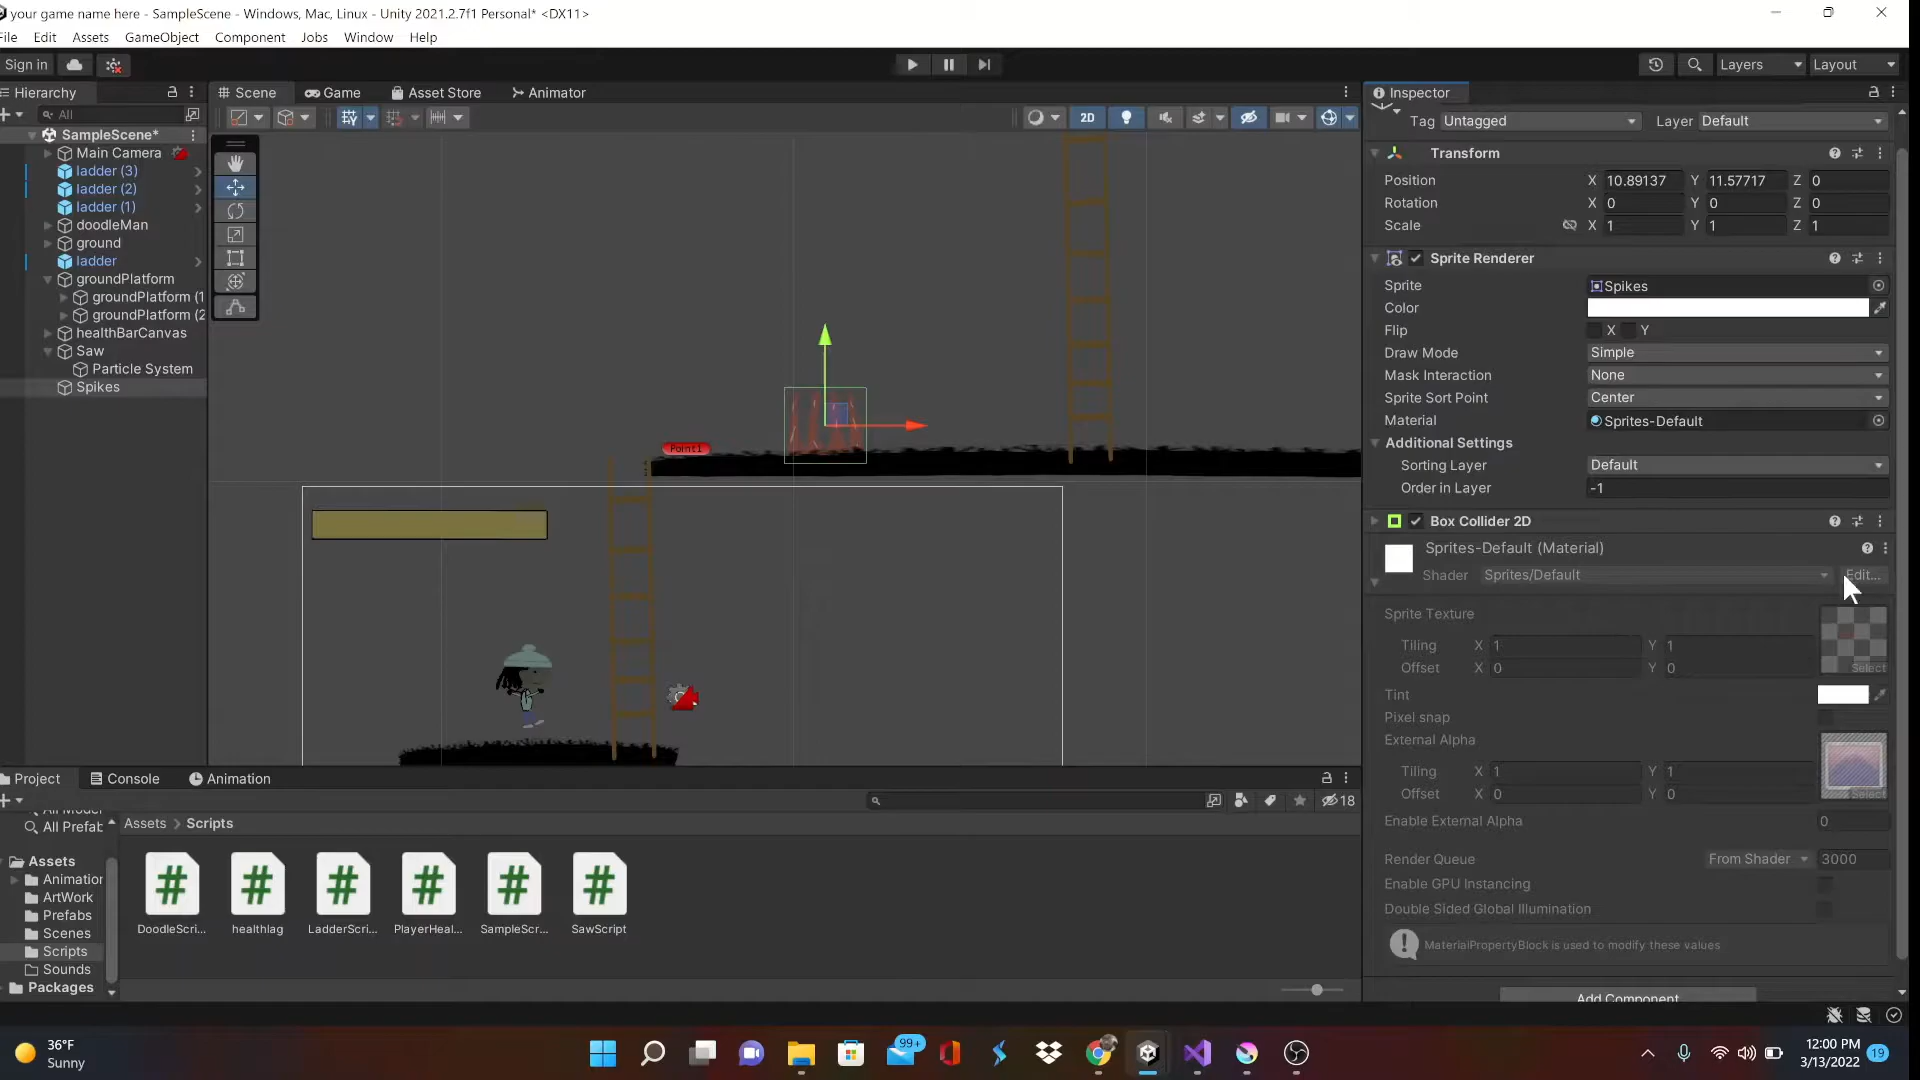 your game name here - SampleScene - Windows, Mac, Linux - Unity 2021.2.7f1 Personal* <DX11>
File Edit Assets GameObject Component Jobs Window Help
Sign in
Layers
Layout
Hierarchy
All
SampleScene*
Main Camera
ladder (3)
ladder (2)
ladder (1)
doodleMan
ground
ladder
groundPlatform
groundPlatform (1
groundPlatform (2
healthBarCanvas
Saw
Particle System
Spikes
Scene Game Asset Store Animator
2D
Point1
Inspector
Tag Untagged Layer Default
Transform
Position X 10.89137 Y 11.57717 Z 0
Rotation X 0 Y 0 Z 0
Scale X 1 Y 1 Z 1
Sprite Renderer
Sprite Spikes
Color
Flip X Y
Draw Mode Simple
Mask Interaction None
Sprite Sort Point Center
Material Sprites-Default
Additional Settings
Sorting Layer Default
Order in Layer -1
Box Collider 2D
Sprites-Default (Material)
Shader Sprites/Default Edit...
Sprite Texture
Tiling X 1 Y 1
Offset X 0 Y 0
Select
Tint
Pixel snap
External Alpha
Tiling X 1 Y 1
Offset X 0 Y 0
Select
Enable External Alpha 0
Render Queue From Shader 3000
Enable GPU Instancing
Double Sided Global Illumination
MaterialPropertyBlock is used to modify these values
Add Component
Project Console Animation
18
All Prefab
Assets
Animation
ArtWork
Prefabs
Scenes
Scripts
Sounds
Packages
Assets > Scripts
DoodleScri... healthlag LadderScri... PlayerHeal... SampleScr... SawScript
36°F
Sunny
99+
12:00 PM
3/13/2022
19